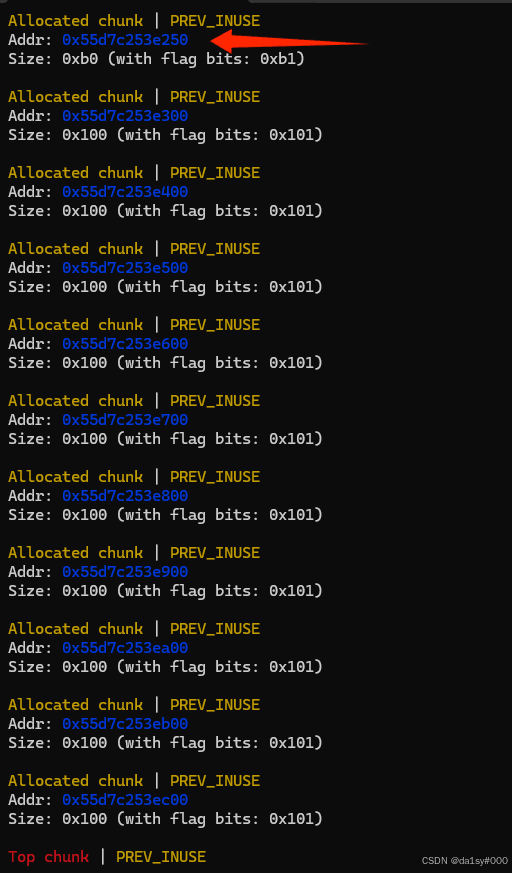 Allocated chunk | PREV_INUSE
Addr: 0x55d7c253e250
Size: 0xb0 (with flag bits: 0xb1)
Allocated chunk | PREV_INUSE
Addr: 0x55d7c253e300
Size: 0x100 (with flag bits: 0x101)
Allocated chunk | PREV_INUSE
Addr: 0x55d7c253e400
Size: 0x100 (with flag bits: 0x101)
Allocated chunk | PREV_INUSE
Addr: 0x55d7c253e500
Size: 0x100 (with flag bits: 0x101)
Allocated chunk | PREV_INUSE
Addr: 0x55d7c253e600
Size: 0x100 (with flag bits: 0x101)
Allocated chunk | PREV_INUSE
Addr: 0x55d7c253e700
Size: 0x100 (with flag bits: 0x101)
Allocated chunk | PREV_INUSE
Addr: 0x55d7c253e800
Size: 0x100 (with flag bits: 0x101)
Allocated chunk | PREV_INUSE
Addr: 0x55d7c253e900
Size: 0x100 (with flag bits: 0x101)
Allocated chunk | PREV_INUSE
Addr: 0x55d7c253ea00
Size: 0x100 (with flag bits: 0x101)
Allocated chunk | PREV_INUSE
Addr: 0x55d7c253eb00
Size: 0x100 (with flag bits: 0x101)
Allocated chunk | PREV_INUSE
Addr: 0x55d7c253ec00
Size: 0x100 (with flag bits: 0x101)
Top chunk | PREV_INUSE
CSDN @da1sy#000